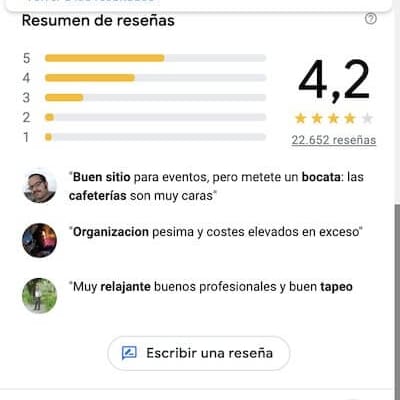 Resumen de reseñas
5
4
3
2
1
4,2
22.652 reseñas
"Buen sitio para eventos, pero metete un bocata: las
cafeterías son muy caras"
"Organizacion pesima y costes elevados en exceso"
"Muy relajante buenos profesionales y buen tapeo
Escribir una reseña